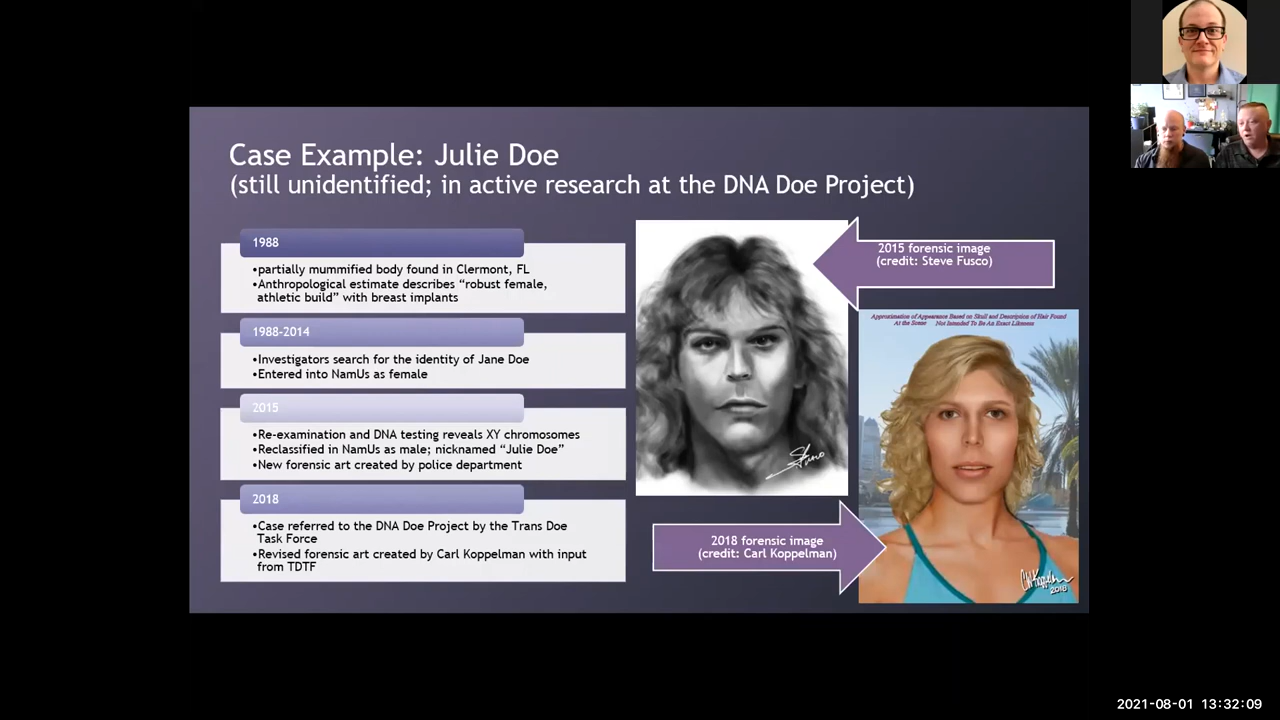 Case Example: Julie Doe
(still unidentified; in active research at the DNA Doe Project)
1988
•partially mummified body found in Clermont, FL
•Anthropological estimate describes “robust female,
athletic build” with breast implants
1988-2014
•Investigators search for the identity of Jane Doe
•Entered into NamUs as female
2015
•Re-examination and DNA testing reveals XY chromosomes
•Reclassified in NamUs as male; nicknamed “Julie Doe”
•New forensic art created by police department
2018
•Case referred to the DNA Doe Project by the Trans Doe
Task Force
•Revised forensic art created by Carl Koppelman with input
from TDTF
2015 forensic image
(credit: Steve Fusco)
Approximation of Appearance Based on Skull and Description of Hair Found
At the Scene Not Intended To Be An Exact Likeness
2018 forensic image
(credit: Carl Koppelman)
2018
2021-08-01 13:32:09